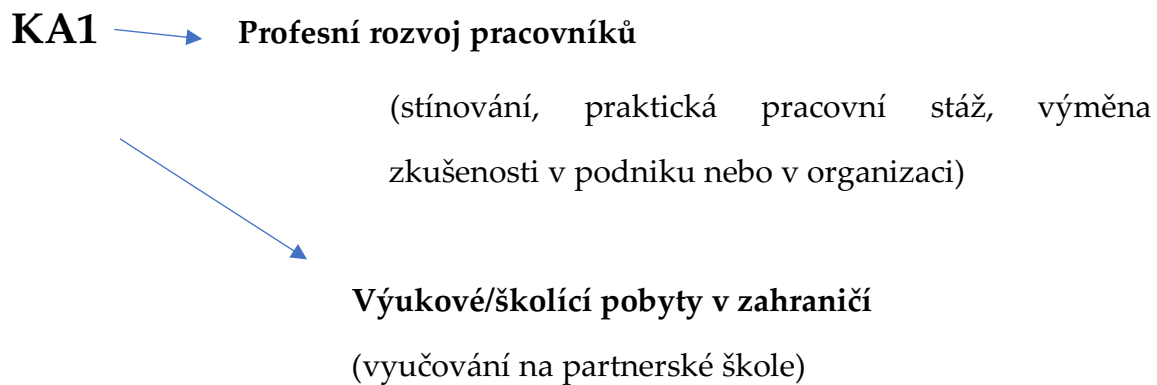 KA1 Profesní rozvoj pracovníků
(stínování, praktická pracovní stáž, výměna
zkušenosti v podniku nebo v organizaci)
Výukové/školící pobyty v zahraničí
(vyučování na partnerské škole)